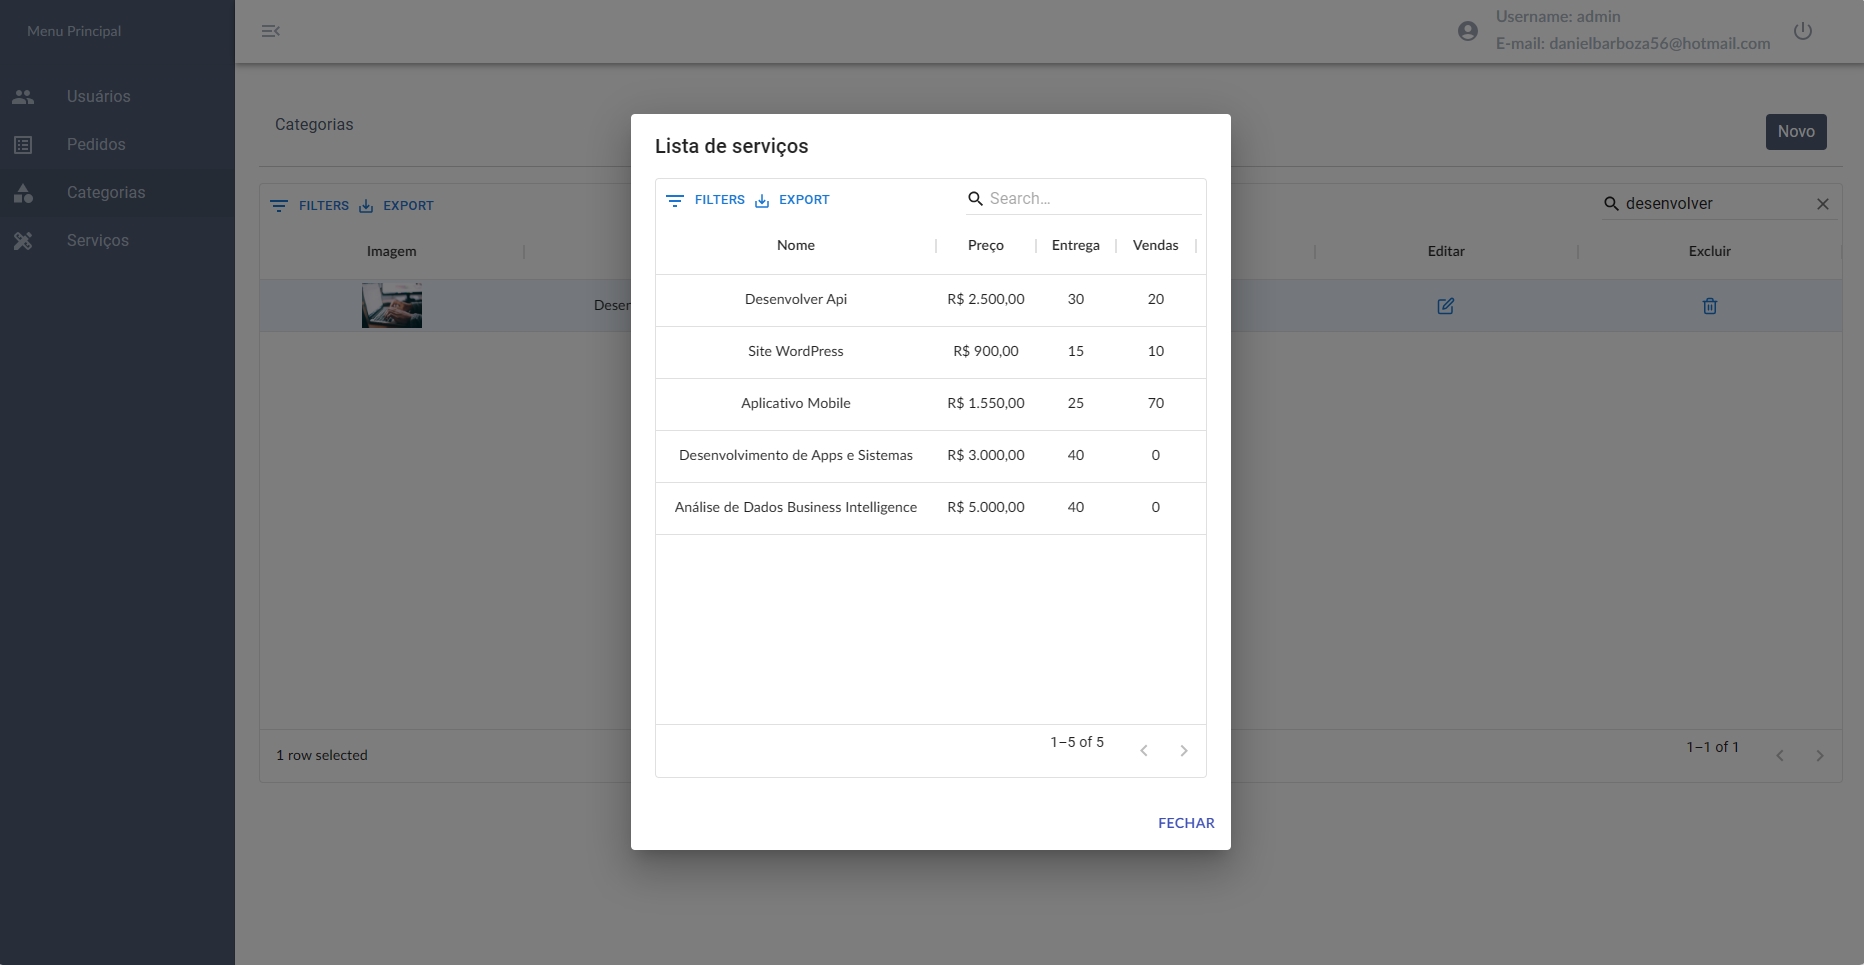 Menu Principal
Usuários
Pedidos
Categorias
Serviços
Username: admin
E-mail: danielbarboza56@hotmail.com
Categorias
Novo
FILTERS EXPORT
desenvolver
Imagem Editar Excluir
Desen
1 row selected
1–1 of 1
Lista de serviços
FILTERS EXPORT
Search…
Nome Preço Entrega Vendas
Desenvolver Api R$ 2.500,00 30 20
Site WordPress R$ 900,00 15 10
Aplicativo Mobile R$ 1.550,00 25 70
Desenvolvimento de Apps e Sistemas R$ 3.000,00 40 0
Análise de Dados Business Intelligence R$ 5.000,00 40 0
1–5 of 5
FECHAR